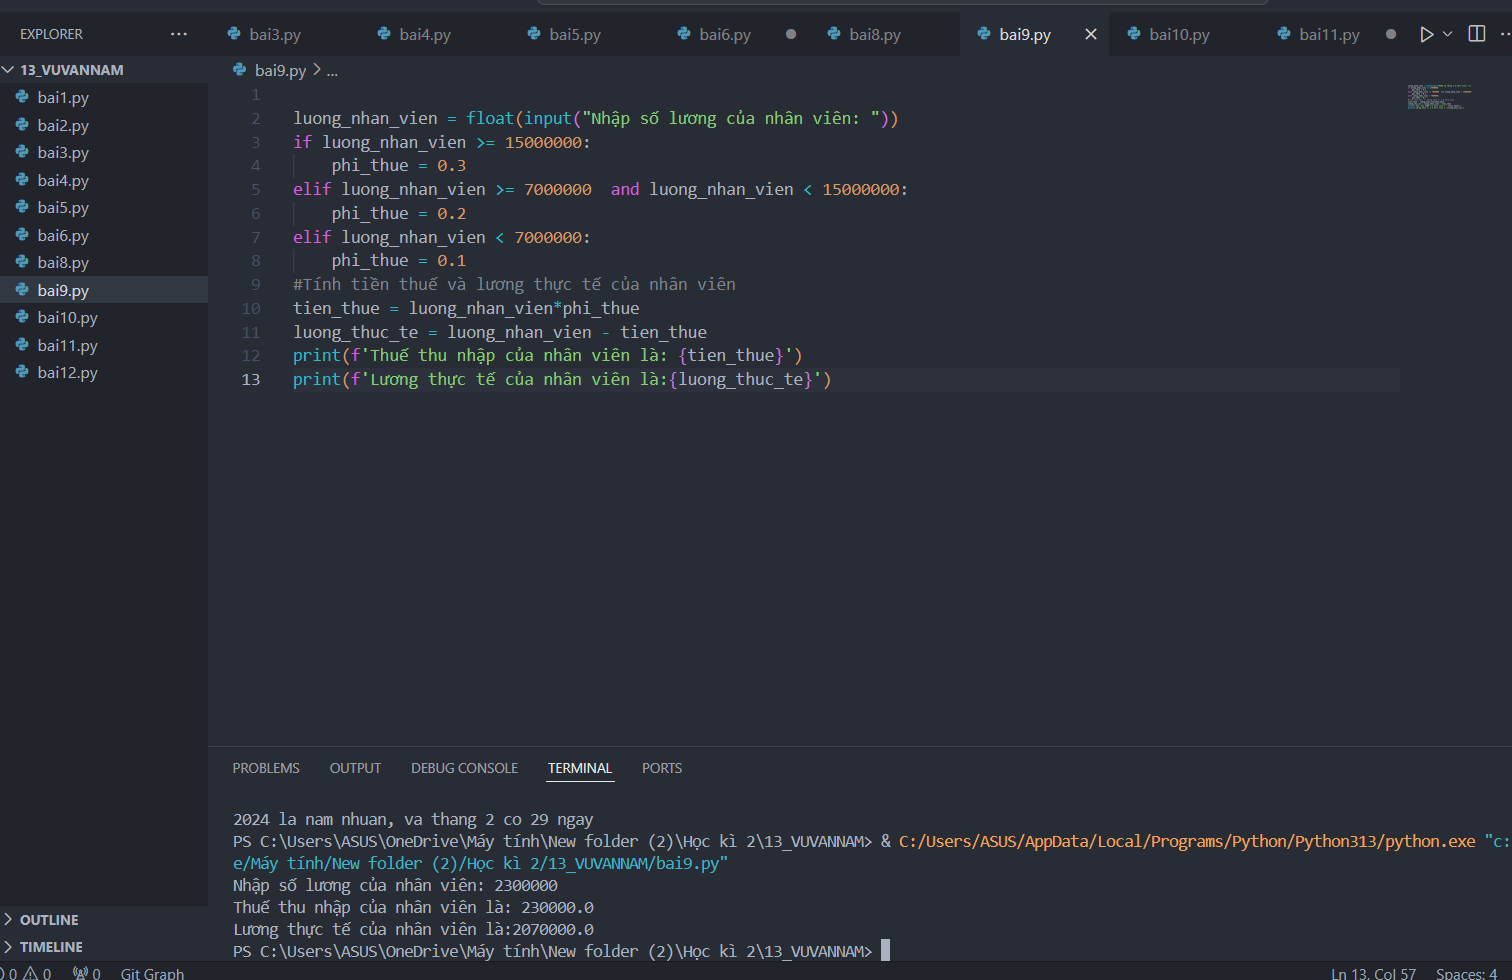 EXPLORER ...
bai3.py bai4.py bai5.py bai6.py bai8.py bai9.py bai10.py bai11.py
13_VUVANNAM
bai1.py
bai2.py
bai3.py
bai4.py
bai5.py
bai6.py
bai8.py
bai9.py
bai10.py
bai11.py
bai12.py
OUTLINE
TIMELINE
bai9.py > ...
1
2 luong_nhan_vien = float(input("Nhập số lương của nhân viên: "))
3 if luong_nhan_vien >= 15000000:
4     phi_thue = 0.3
5 elif luong_nhan_vien >= 7000000  and luong_nhan_vien < 15000000:
6     phi_thue = 0.2
7 elif luong_nhan_vien < 7000000:
8     phi_thue = 0.1
9 #Tính tiền thuế và lương thực tế của nhân viên
10 tien_thue = luong_nhan_vien*phi_thue
11 luong_thuc_te = luong_nhan_vien - tien_thue
12 print(f'Thuế thu nhập của nhân viên là: {tien_thue}')
13 print(f'Lương thực tế của nhân viên là:{luong_thuc_te}')
PROBLEMS OUTPUT DEBUG CONSOLE TERMINAL PORTS
2024 la nam nhuan, va thang 2 co 29 ngay
PS C:\Users\ASUS\OneDrive\Máy tính\New folder (2)\Học kì 2\13_VUVANNAM> & C:/Users/ASUS/AppData/Local/Programs/Python/Python313/python.exe "c:
e/Máy tính/New folder (2)/Học kì 2/13_VUVANNAM/bai9.py"
Nhập số lương của nhân viên: 2300000
Thuế thu nhập của nhân viên là: 230000.0
Lương thực tế của nhân viên là:2070000.0
PS C:\Users\ASUS\OneDrive\Máy tính\New folder (2)\Học kì 2\13_VUVANNAM>
0 0 0 Git Graph Ln 13, Col 57 Spaces: 4